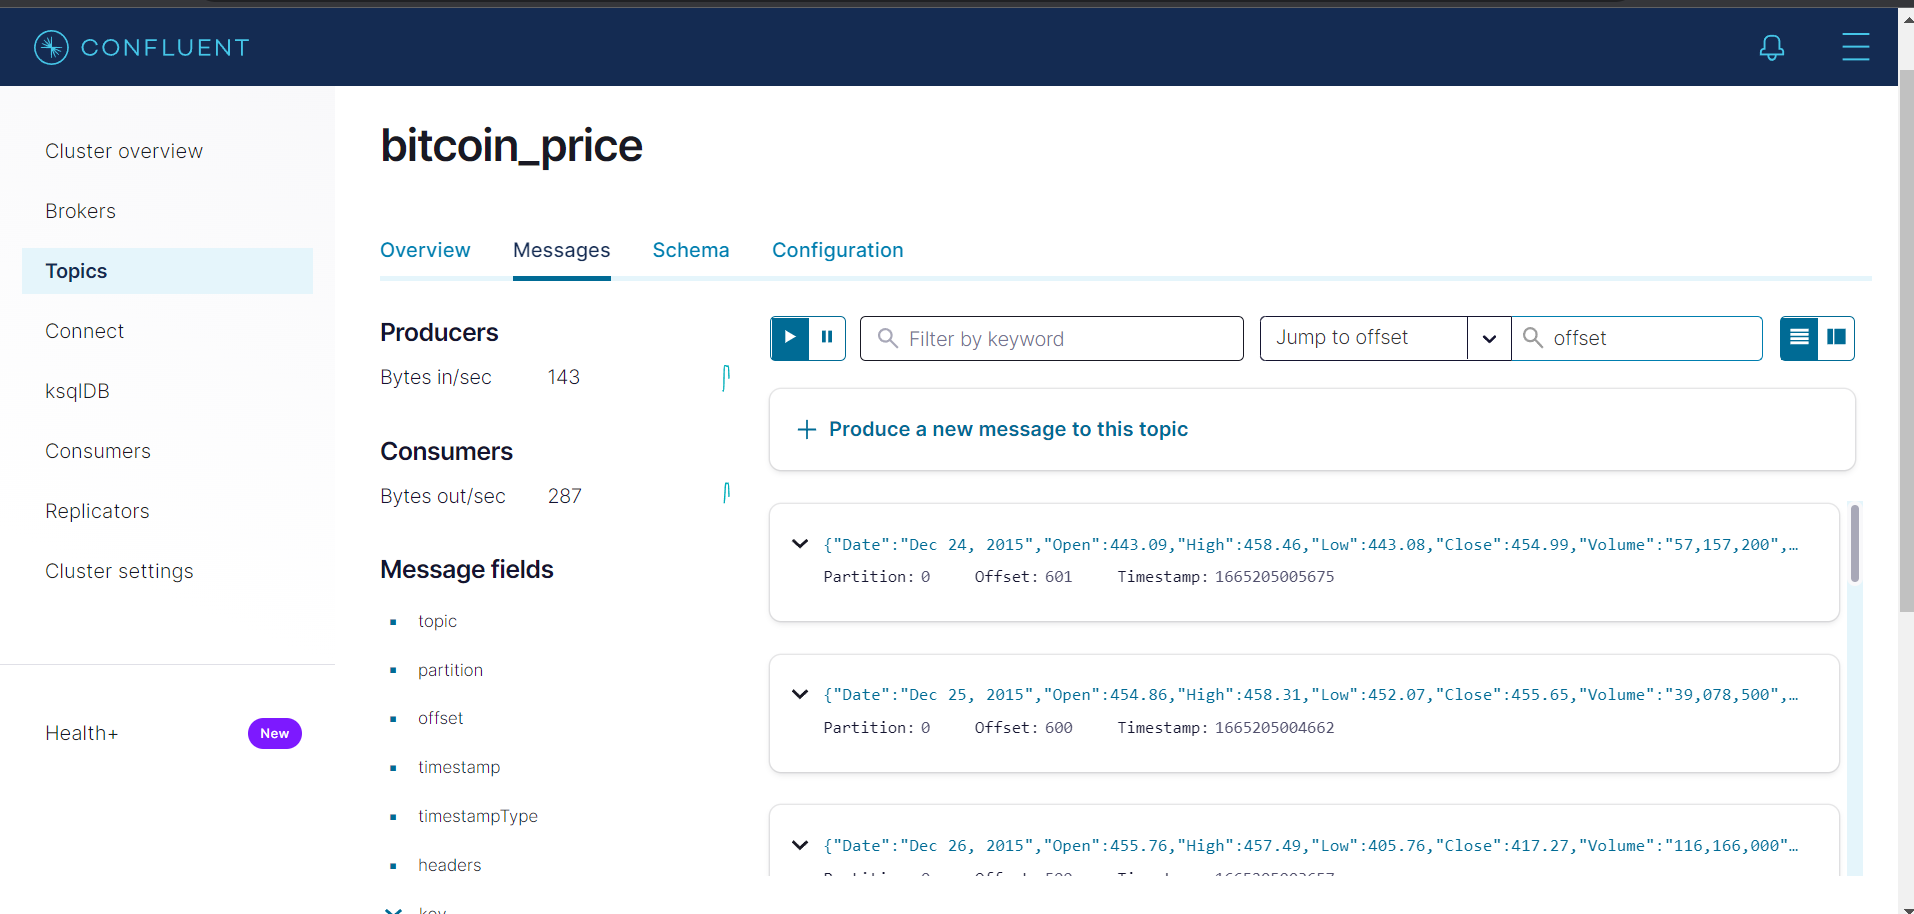 CONFLUENT
Cluster overview
Brokers
Topics
Connect
ksqlDB
Consumers
Replicators
Cluster settings
Health+ New
bitcoin_price
Overview Messages Schema Configuration
Producers
Bytes in/sec 143
Consumers
Bytes out/sec 287
Message fields
topic
partition
offset
timestamp
timestampType
headers
key
Filter by keyword
Jump to offset
offset
+ Produce a new message to this topic
{"Date":"Dec 24, 2015","Open":443.09,"High":458.46,"Low":443.08,"Close":454.99,"Volume":"57,157,200",…
Partition: 0 Offset: 601 Timestamp: 1665205005675
{"Date":"Dec 25, 2015","Open":454.86,"High":458.31,"Low":452.07,"Close":455.65,"Volume":"39,078,500",…
Partition: 0 Offset: 600 Timestamp: 1665205004662
{"Date":"Dec 26, 2015","Open":455.76,"High":457.49,"Low":405.76,"Close":417.27,"Volume":"116,166,000"…